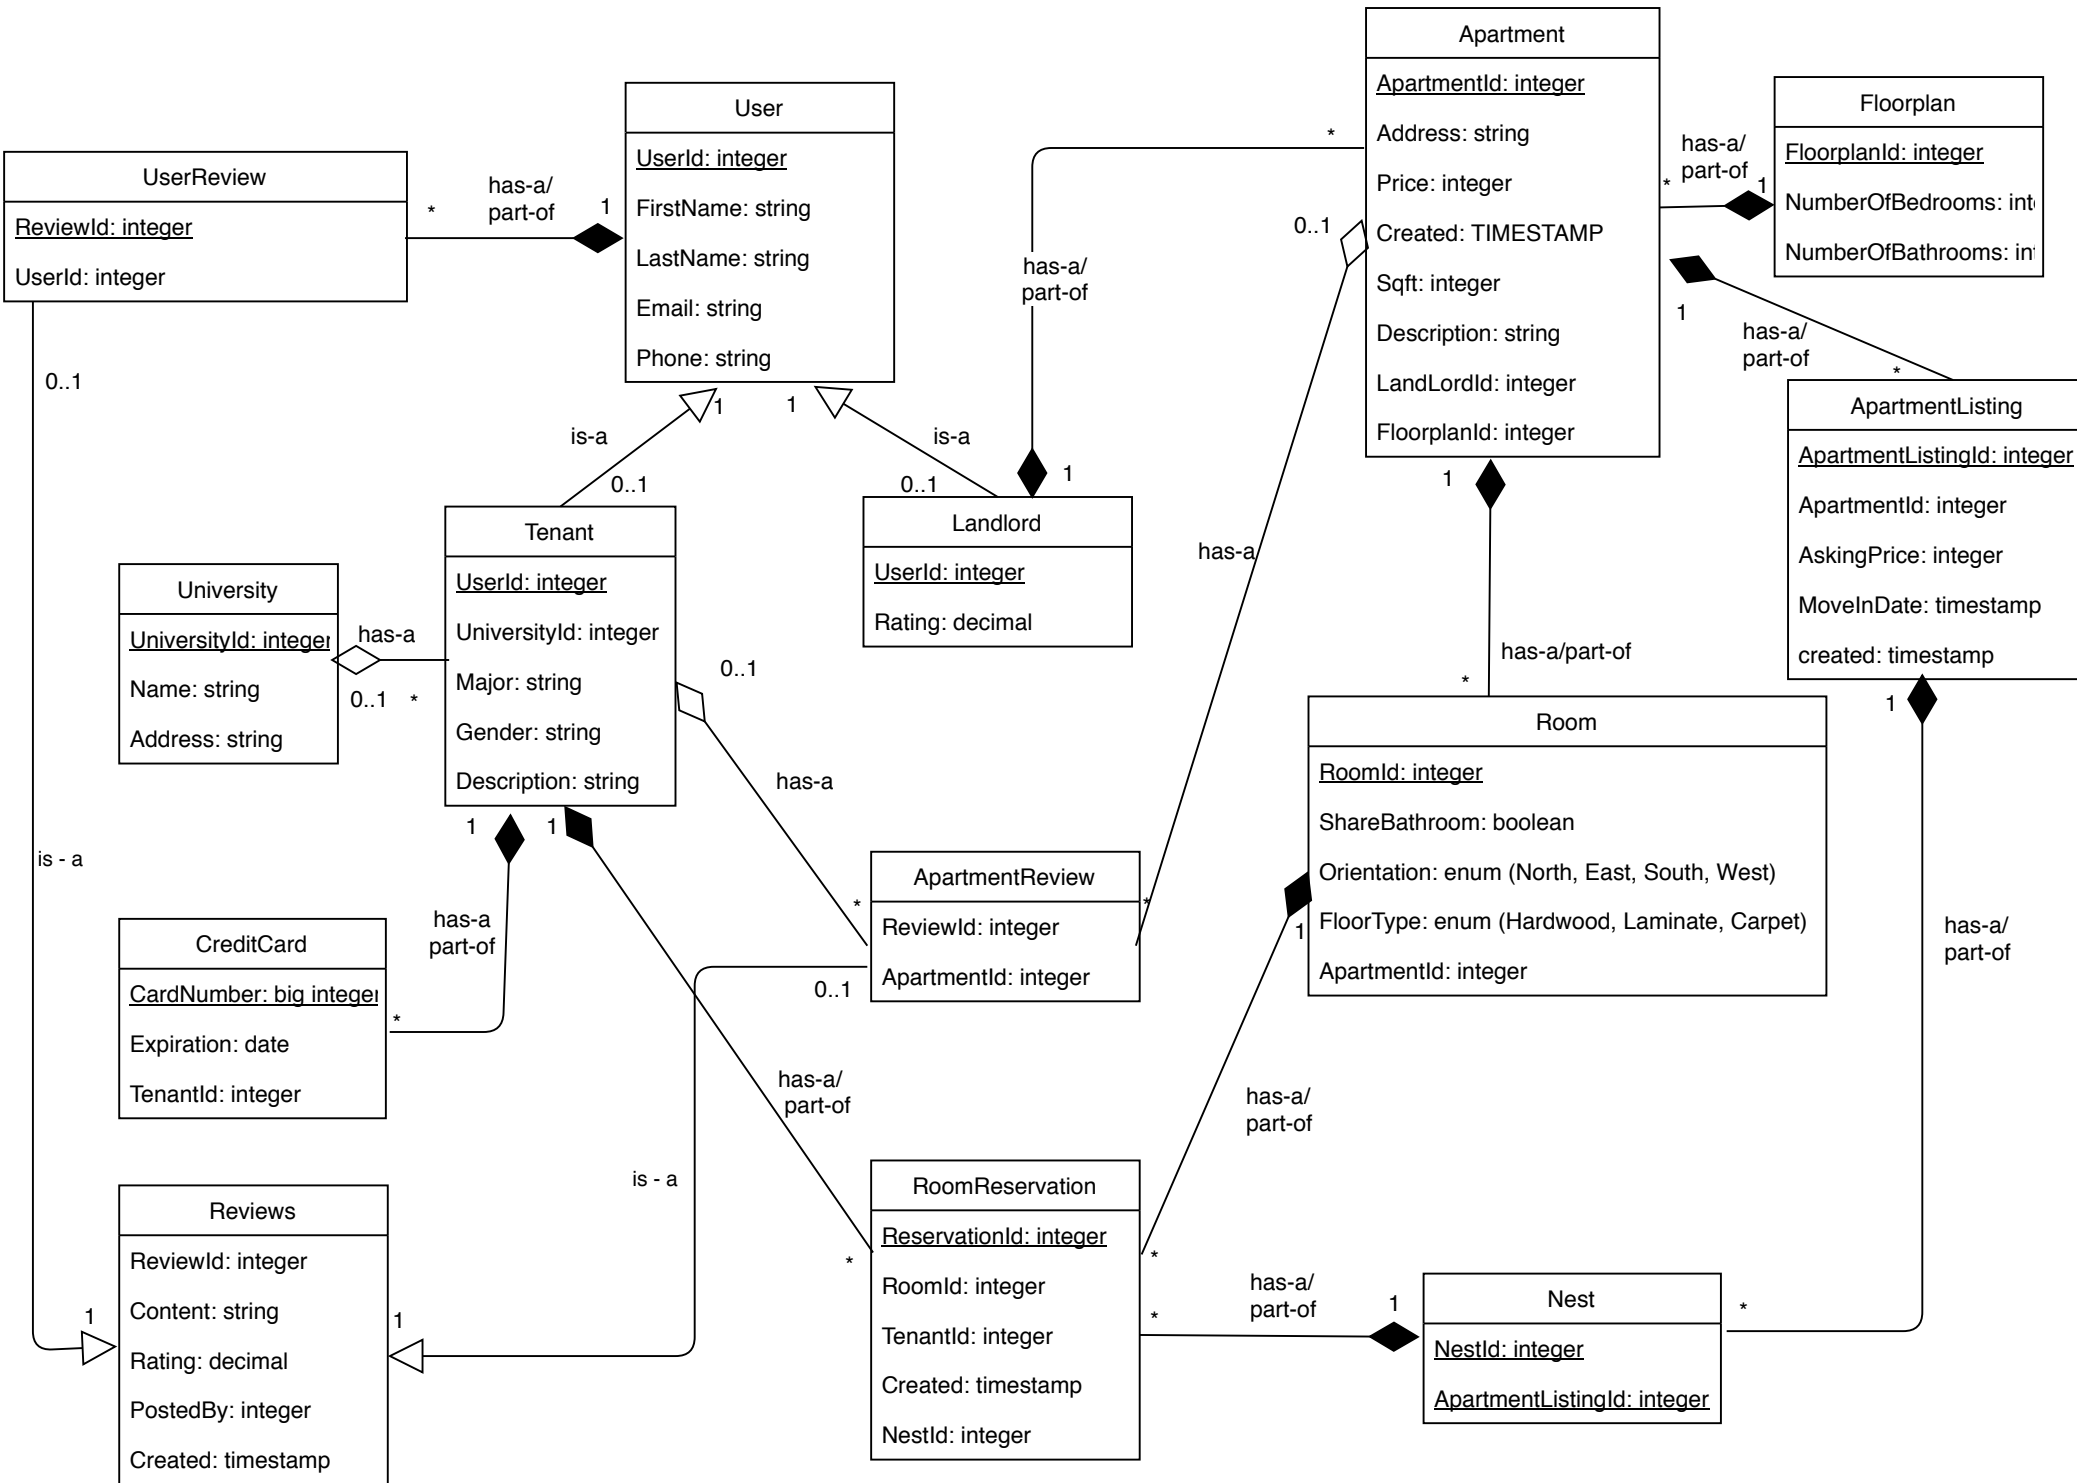 Apartment
ApartmentId: integer
Address: string
Price: integer
Created: TIMESTAMP
Sqft: integer
Description: string
LandLordId: integer
FloorplanId: integer
Floorplan
FloorplanId: integer
NumberOfBedrooms: int
NumberOfBathrooms: int
has-a/
part-of
*
1
User
UserId: integer
FirstName: string
LastName: string
Email: string
Phone: string
UserReview
ReviewId: integer
UserId: integer
has-a/
part-of
*
1
*
has-a/
part-of
1
0..1
1
has-a/
part-of
*
ApartmentListing
ApartmentListingId: integer
ApartmentId: integer
AskingPrice: integer
MoveInDate: timestamp
created: timestamp
0..1
1
1
is-a
is-a
0..1
0..1
Tenant
UserId: integer
UniversityId: integer
Major: string
Gender: string
Description: string
Landlord
UserId: integer
Rating: decimal
University
UniversityId: integer
Name: string
Address: string
has-a
0..1
*
0..1
has-a
has-a
1
has-a/part-of
*
Room
RoomId: integer
ShareBathroom: boolean
Orientation: enum (North, East, South, West)
FloorType: enum (Hardwood, Laminate, Carpet)
ApartmentId: integer
1
1
1
is - a
has-a
part-of
*
CreditCard
CardNumber: big integer
Expiration: date
TenantId: integer
*
*
ApartmentReview
ReviewId: integer
ApartmentId: integer
0..1
1
has-a/
part-of
has-a/
part-of
has-a/
part-of
is - a
Reviews
ReviewId: integer
Content: string
Rating: decimal
PostedBy: integer
Created: timestamp
1
1
*
RoomReservation
ReservationId: integer
RoomId: integer
TenantId: integer
Created: timestamp
NestId: integer
*
*
has-a/
part-of
1
Nest
NestId: integer
ApartmentListingId: integer
*